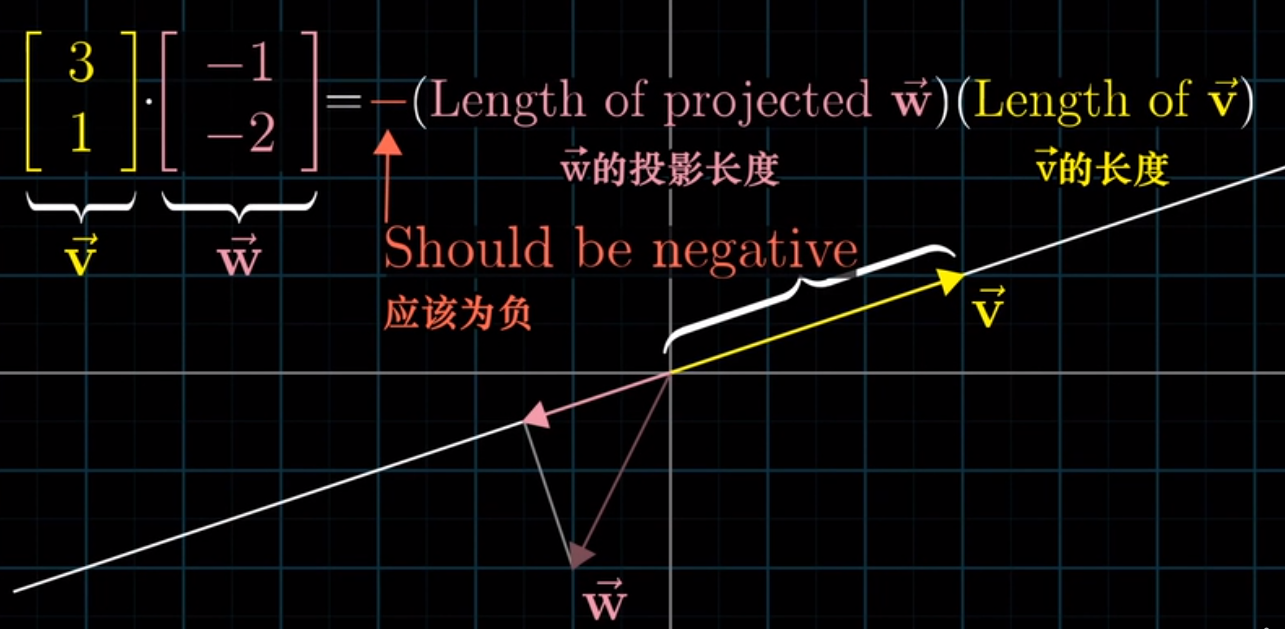 [3 1] · [−1 −2] = −(Length of projected w⃗)(Length of v⃗)
w⃗的投影长度 v⃗的长度
v⃗ w⃗
Should be negative
应该为负
v⃗
w⃗